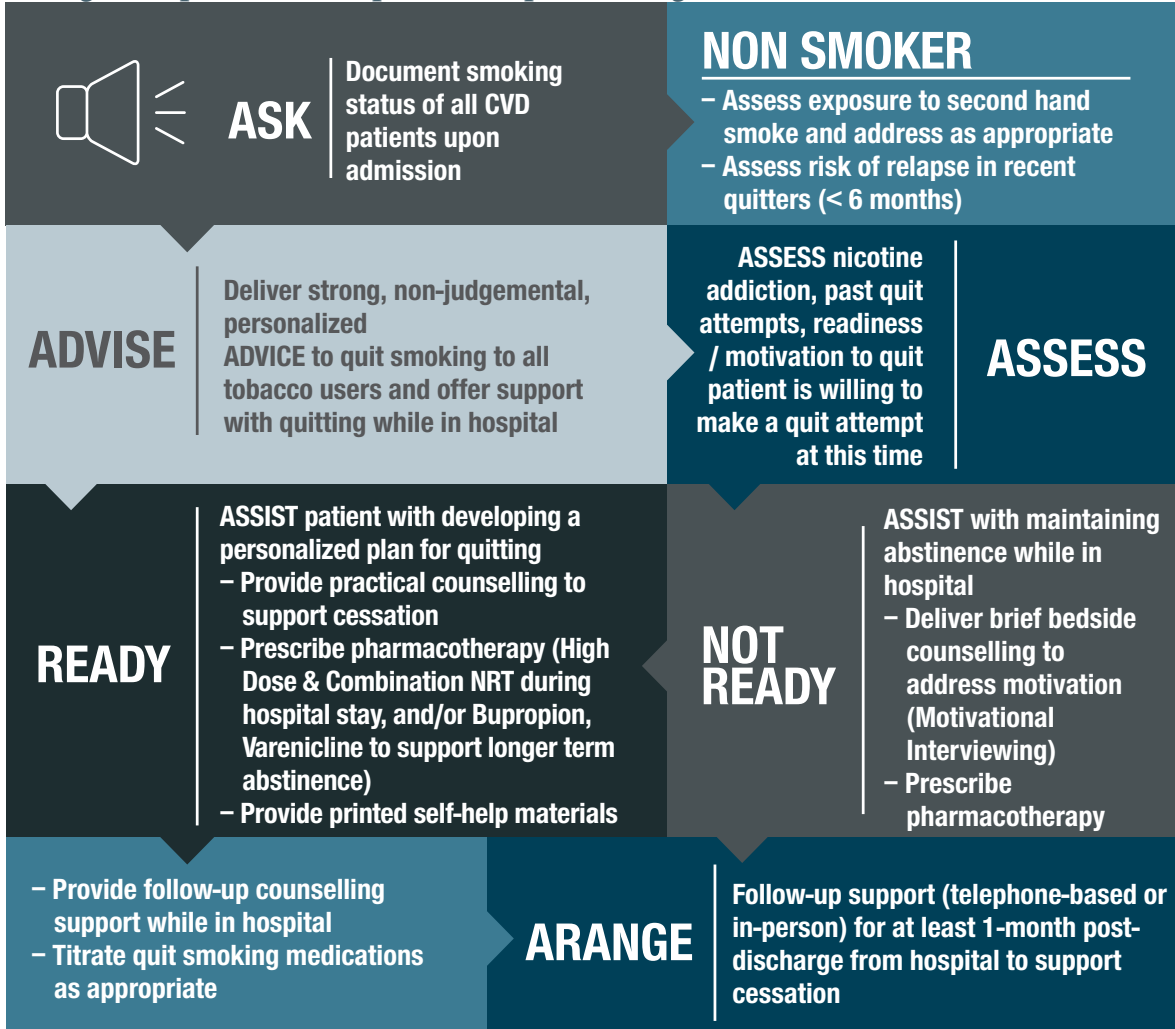 ASK
Document smoking
status of all CVD
patients upon
admission
NON SMOKER
– Assess exposure to second hand
smoke and address as appropriate
– Assess risk of relapse in recent
quitters (< 6 months)
ADVISE
Deliver strong, non-judgemental,
personalized
ADVICE to quit smoking to all
tobacco users and offer support
with quitting while in hospital
ASSESS nicotine
addiction, past quit
attempts, readiness
/ motivation to quit
patient is willing to
make a quit attempt
at this time
ASSESS
READY
ASSIST patient with developing a
personalized plan for quitting
– Provide practical counselling to
support cessation
– Prescribe pharmacotherapy (High
Dose & Combination NRT during
hospital stay, and/or Bupropion,
Varenicline to support longer term
abstinence)
– Provide printed self-help materials
NOT
READY
ASSIST with maintaining
abstinence while in
hospital
– Deliver brief bedside
counselling to
address motivation
(Motivational
Interviewing)
– Prescribe
pharmacotherapy
– Provide follow-up counselling
support while in hospital
– Titrate quit smoking medications
as appropriate
ARANGE
Follow-up support (telephone-based or
in-person) for at least 1-month post-
discharge from hospital to support
cessation